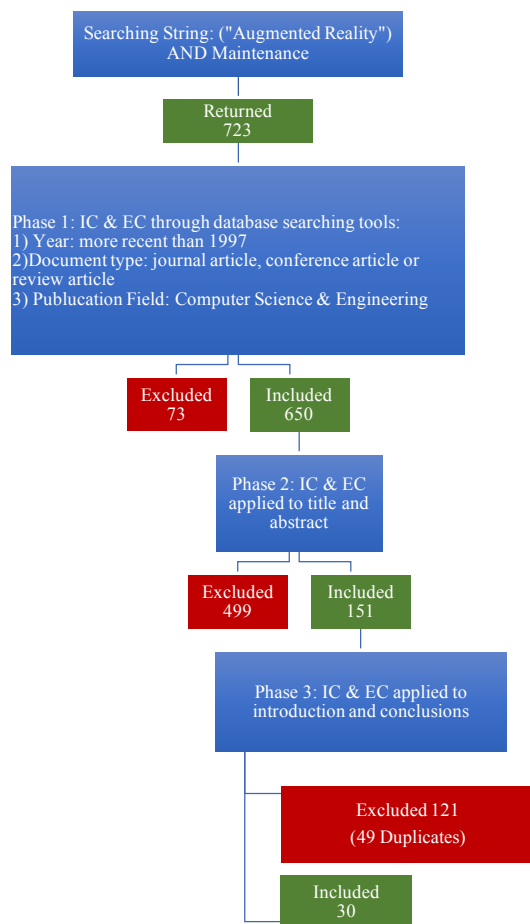 Searching String: ("Augmented Reality")
AND Maintenance
Returned
723
Phase 1: IC & EC through database searching tools:
1) Year: more recent than 1997
2)Document type: journal article, conference article or
review article
3) Publucation Field: Computer Science & Engineering
Excluded
73
Included
650
Phase 2: IC & EC
applied to title and
abstract
Excluded
499
Included
151
Phase 3: IC & EC applied to
introduction and conclusions
Excluded 121
(49 Duplicates)
Included
30